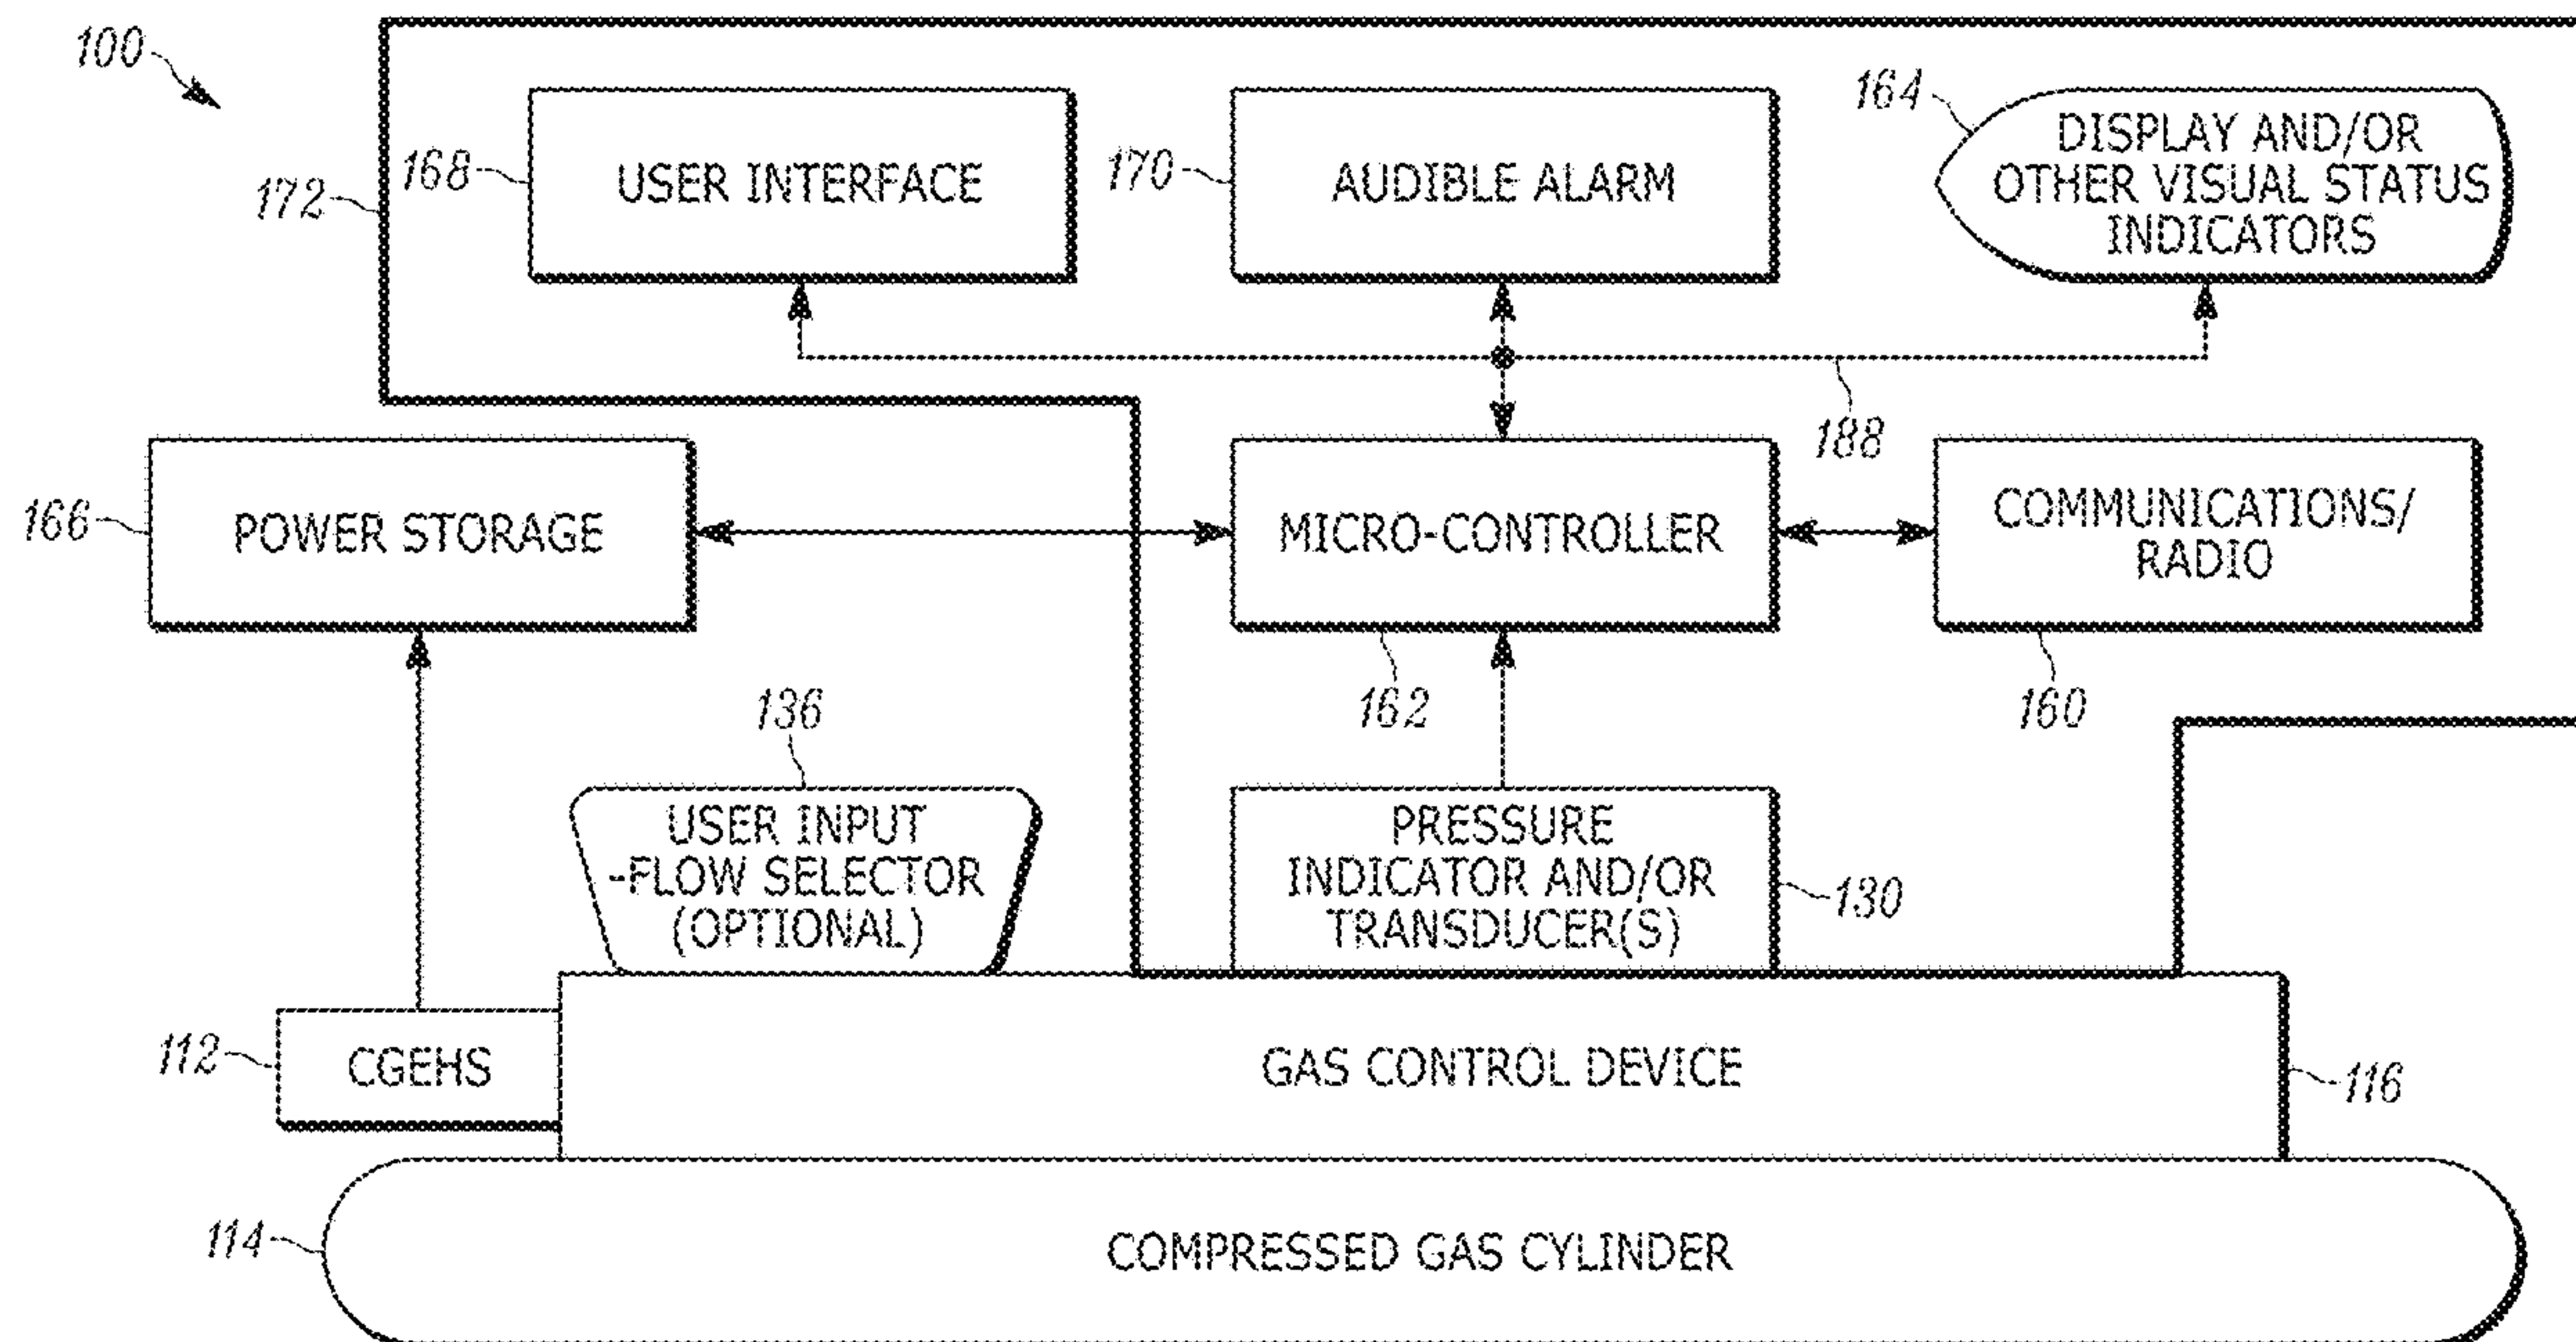 100
172
168
USER INTERFACE
170
AUDIBLE ALARM
164
DISPLAY AND/OR
OTHER VISUAL STATUS
INDICATORS
188
166
POWER STORAGE
MICRO-CONTROLLER
162
COMMUNICATIONS/
RADIO
160
136
USER INPUT
-FLOW SELECTOR
(OPTIONAL)
PRESSURE
INDICATOR AND/OR
TRANSDUCER(S)
130
112
CGEHS
GAS CONTROL DEVICE
116
114
COMPRESSED GAS CYLINDER